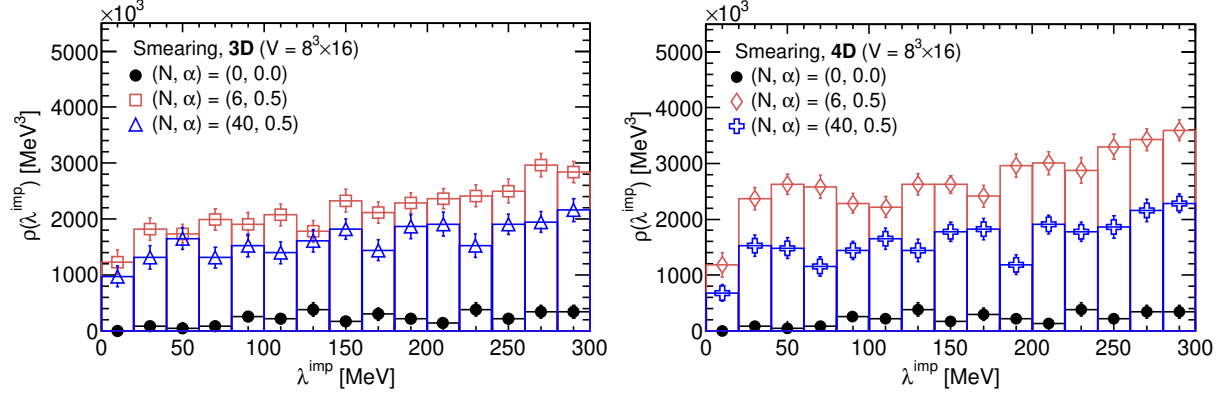 ×10³
5000
4000
3000
2000
1000
0
ρ(λ^imp) [MeV³]
Smearing, 3D (V = 8³×16)
(N, α) = (0, 0.0)
(N, α) = (6, 0.5)
(N, α) = (40, 0.5)
0 50 100 150 200 250 300
λ^imp [MeV]
×10³
5000
4000
3000
2000
1000
0
ρ(λ^imp) [MeV³]
Smearing, 4D (V = 8³×16)
(N, α) = (0, 0.0)
(N, α) = (6, 0.5)
(N, α) = (40, 0.5)
0 50 100 150 200 250 300
λ^imp [MeV]